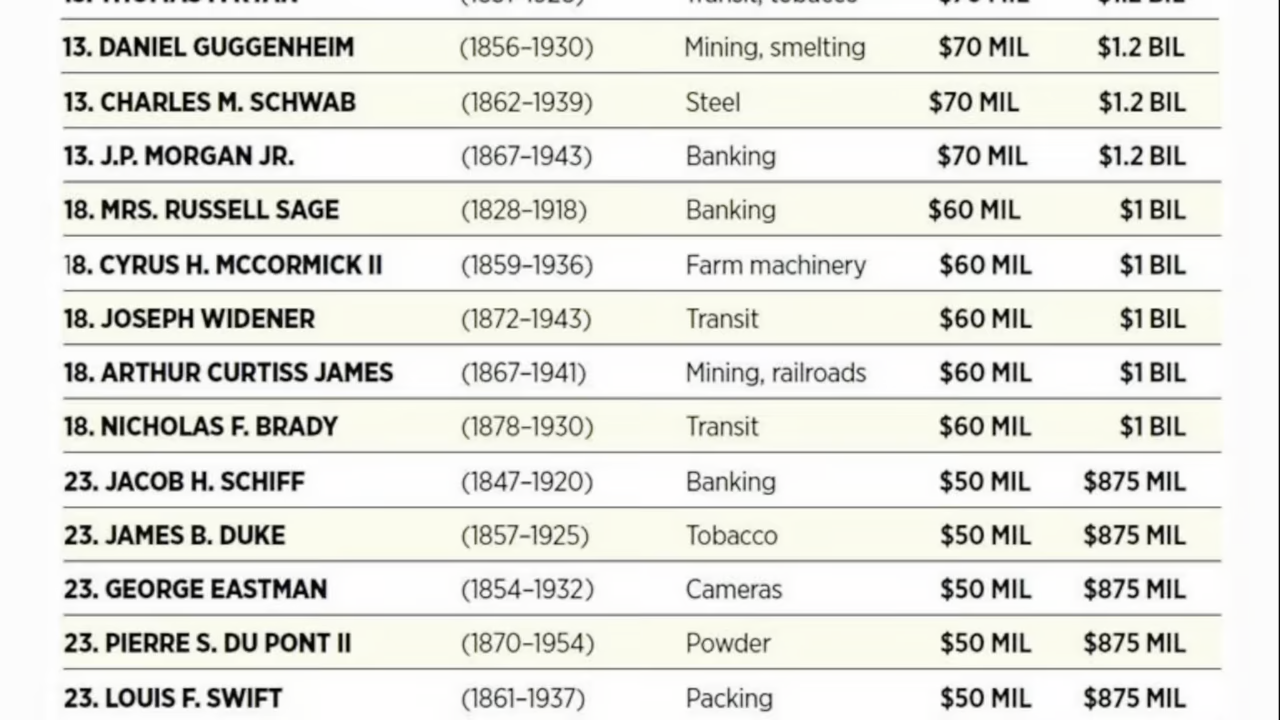 13. DANIEL GUGGENHEIM (1856–1930) Mining, smelting $70 MIL $1.2 BIL
13. CHARLES M. SCHWAB (1862–1939) Steel $70 MIL $1.2 BIL
13. J.P. MORGAN JR. (1867–1943) Banking $70 MIL $1.2 BIL
18. MRS. RUSSELL SAGE (1828–1918) Banking $60 MIL $1 BIL
18. CYRUS H. MCCORMICK II (1859–1936) Farm machinery $60 MIL $1 BIL
18. JOSEPH WIDENER (1872–1943) Transit $60 MIL $1 BIL
18. ARTHUR CURTISS JAMES (1867–1941) Mining, railroads $60 MIL $1 BIL
18. NICHOLAS F. BRADY (1878–1930) Transit $60 MIL $1 BIL
23. JACOB H. SCHIFF (1847–1920) Banking $50 MIL $875 MIL
23. JAMES B. DUKE (1857–1925) Tobacco $50 MIL $875 MIL
23. GEORGE EASTMAN (1854–1932) Cameras $50 MIL $875 MIL
23. PIERRE S. DU PONT II (1870–1954) Powder $50 MIL $875 MIL
23. LOUIS F. SWIFT (1861–1937) Packing $50 MIL $875 MIL